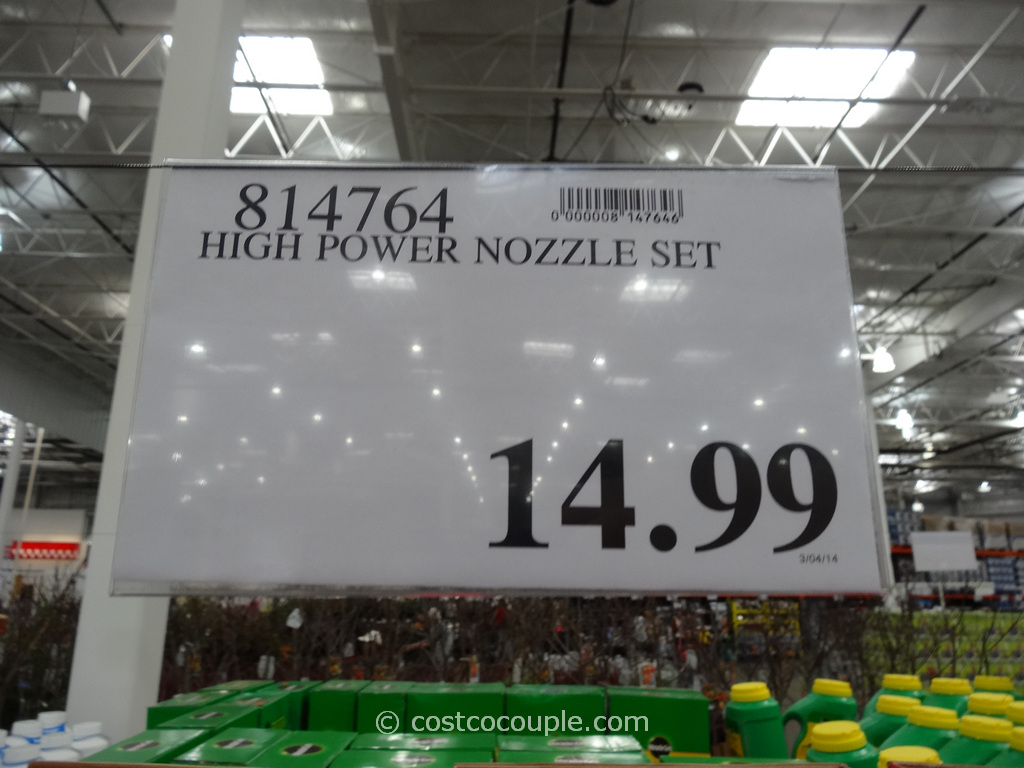 814764
0 000008 147646
HIGH POWER NOZZLE SET
14.99
3/04/14
© costcocouple.com